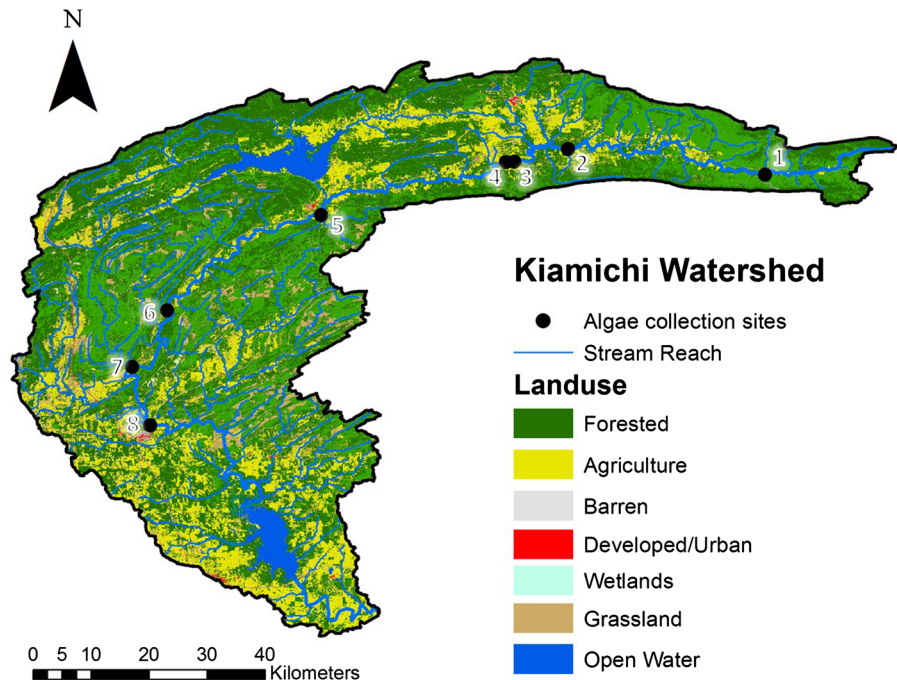 N
1
2
3
4
5
6
7
8
Kiamichi Watershed
Algae collection sites
Stream Reach
Landuse
Forested
Agriculture
Barren
Developed/Urban
Wetlands
Grassland
Open Water
0 5 10 20 30 40
Kilometers